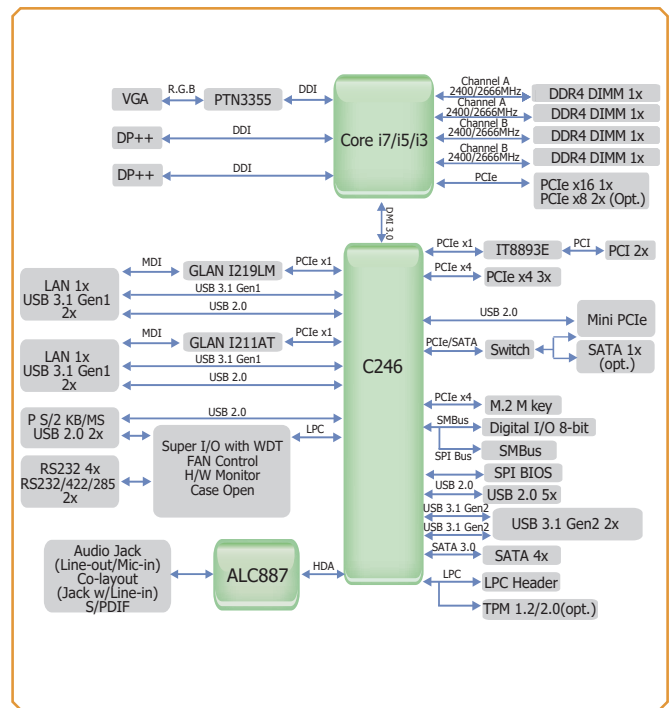 VGA
R.G.B
PTN3355
DDI
DP++
DDI
DP++
DDI
Core i7/i5/i3
Channel A
2400/2666MHz
DDR4 DIMM 1x
Channel A
2400/2666MHz
DDR4 DIMM 1x
Channel B
2400/2666MHz
DDR4 DIMM 1x
Channel B
2400/2666MHz
DDR4 DIMM 1x
PCIe
PCIe x16 1x
PCIe x8 2x (Opt.)
DMI 3.0
LAN 1x
USB 3.1 Gen1
2x
MDI
GLAN I219LM
PCIe x1
USB 3.1 Gen1
USB 2.0
LAN 1x
USB 3.1 Gen1
2x
MDI
GLAN I211AT
PCIe x1
USB 3.1 Gen1
USB 2.0
P S/2 KB/MS
USB 2.0 2x
USB 2.0
Super I/O with WDT
FAN Control
H/W Monitor
Case Open
LPC
RS232 4x
RS232/422/285
2x
Audio Jack
(Line-out/Mic-in)
Co-layout
(Jack w/Line-in)
S/PDIF
ALC887
HDA
C246
PCIe x1
IT8893E
PCI
PCI 2x
PCIe x4
PCIe x4 3x
USB 2.0
Mini PCIe
PCIe/SATA
Switch
SATA 1x
(opt.)
PCIe x4
M.2 M key
SMBus
Digital I/O 8-bit
SMBus
SPI Bus
SPI BIOS
USB 2.0
USB 2.0 5x
USB 3.1 Gen2
USB 3.1 Gen2
USB 3.1 Gen2 2x
SATA 3.0
SATA 4x
LPC
LPC Header
TPM 1.2/2.0(opt.)